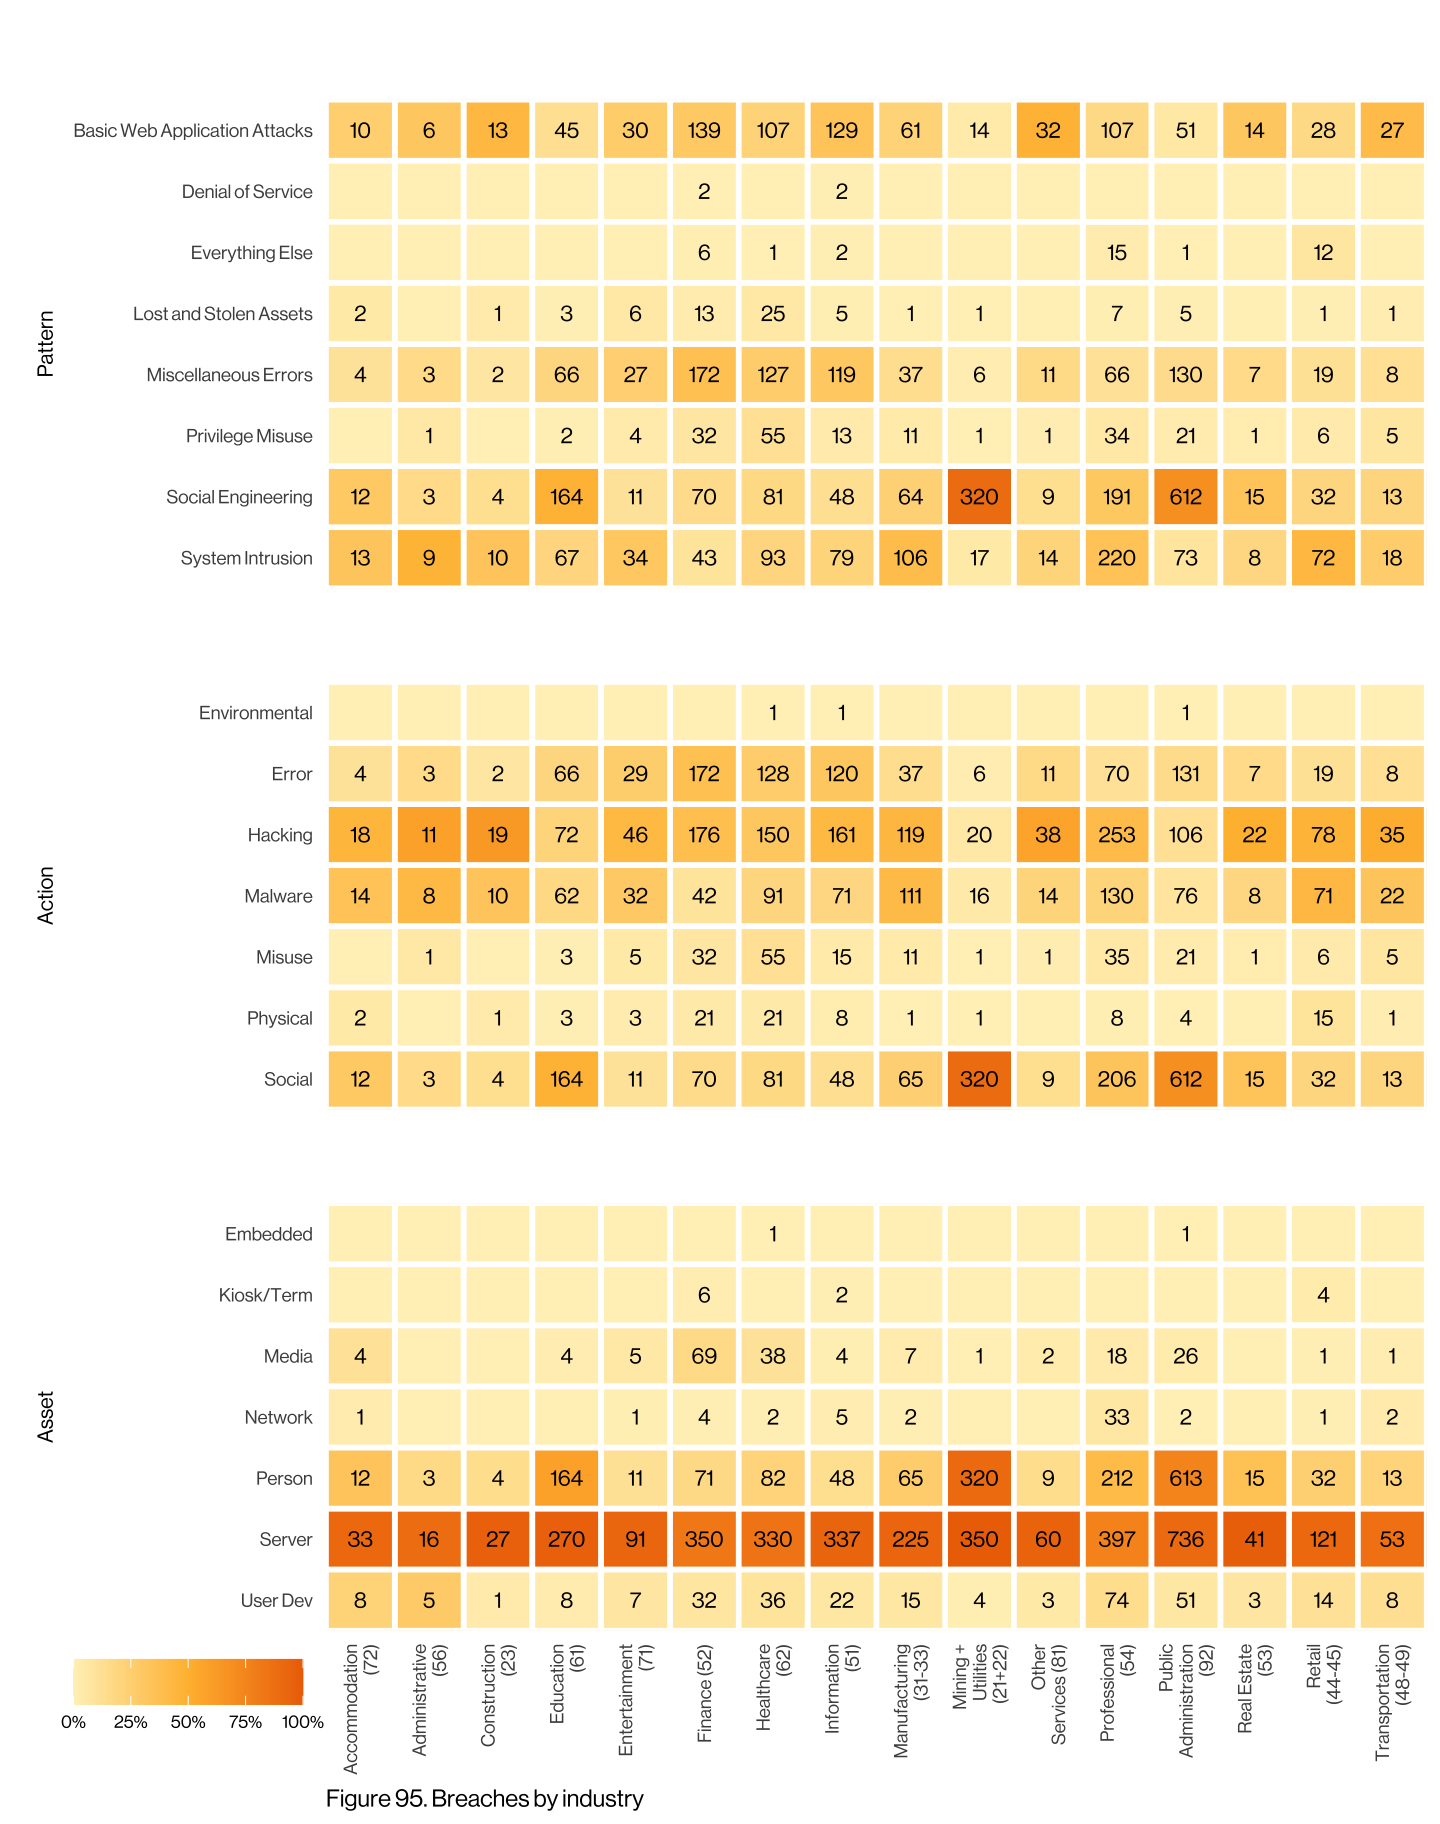 Pattern
Basic Web Application Attacks 10 6 13 45 30 139 107 129 61 14 32 107 51 14 28 27
Denial of Service 2 2
Everything Else 6 1 2 15 1 12
Lost and Stolen Assets 2 1 3 6 13 25 5 1 1 7 5 1 1
Miscellaneous Errors 4 3 2 66 27 172 127 119 37 6 11 66 130 7 19 8
Privilege Misuse 1 2 4 32 55 13 11 1 1 34 21 1 6 5
Social Engineering 12 3 4 164 11 70 81 48 64 320 9 191 612 15 32 13
System Intrusion 13 9 10 67 34 43 93 79 106 17 14 220 73 8 72 18
Action
Environmental 1 1 1
Error 4 3 2 66 29 172 128 120 37 6 11 70 131 7 19 8
Hacking 18 11 19 72 46 176 150 161 119 20 38 253 106 22 78 35
Malware 14 8 10 62 32 42 91 71 111 16 14 130 76 8 71 22
Misuse 1 3 5 32 55 15 11 1 1 35 21 1 6 5
Physical 2 1 3 3 21 21 8 1 1 8 4 15 1
Social 12 3 4 164 11 70 81 48 65 320 9 206 612 15 32 13
Asset
Embedded 1 1
Kiosk/Term 6 2 4
Media 4 4 5 69 38 4 7 1 2 18 26 1 1
Network 1 1 4 2 5 2 33 2 1 2
Person 12 3 4 164 11 71 82 48 65 320 9 212 613 15 32 13
Server 33 16 27 270 91 350 330 337 225 350 60 397 736 41 121 53
User Dev 8 5 1 8 7 32 36 22 15 4 3 74 51 3 14 8
0% 25% 50% 75% 100%
Accommodation
(72)
Administrative
(56)
Construction
(23)
Education
(61)
Entertainment
(71)
Finance (52)
Healthcare
(62)
Information
(51)
Manufacturing
(31-33)
Mining +
Utilities
(21+22)
Other
Services (81)
Professional
(54)
Public
Administration
(92)
Real Estate
(53)
Retail
(44-45)
Transportation
(48-49)
Figure 95. Breaches by industry